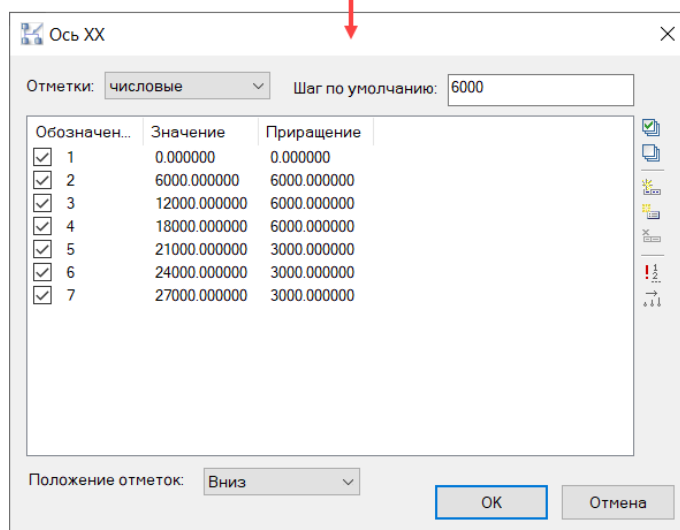 Ось XX
Отметки: числовые Шаг по умолчанию: 6000
Обозначен... Значение Приращение
1 0.000000 0.000000
2 6000.000000 6000.000000
3 12000.000000 6000.000000
4 18000.000000 6000.000000
5 21000.000000 3000.000000
6 24000.000000 3000.000000
7 27000.000000 3000.000000
Положение отметок: Вниз
OK Отмена